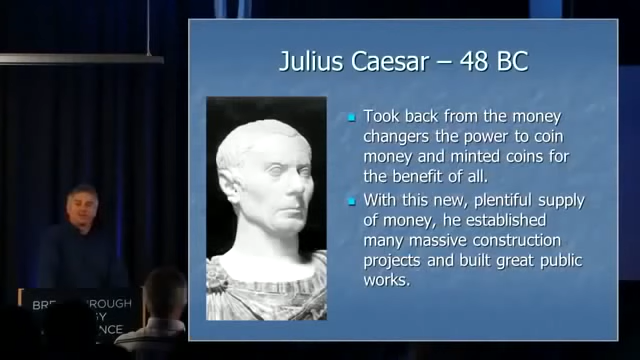 Julius Caesar – 48 BC
Took back from the money
changers the power to coin
money and minted coins for
the benefit of all.
With this new, plentiful supply
of money, he established
many massive construction
projects and built great public
works.